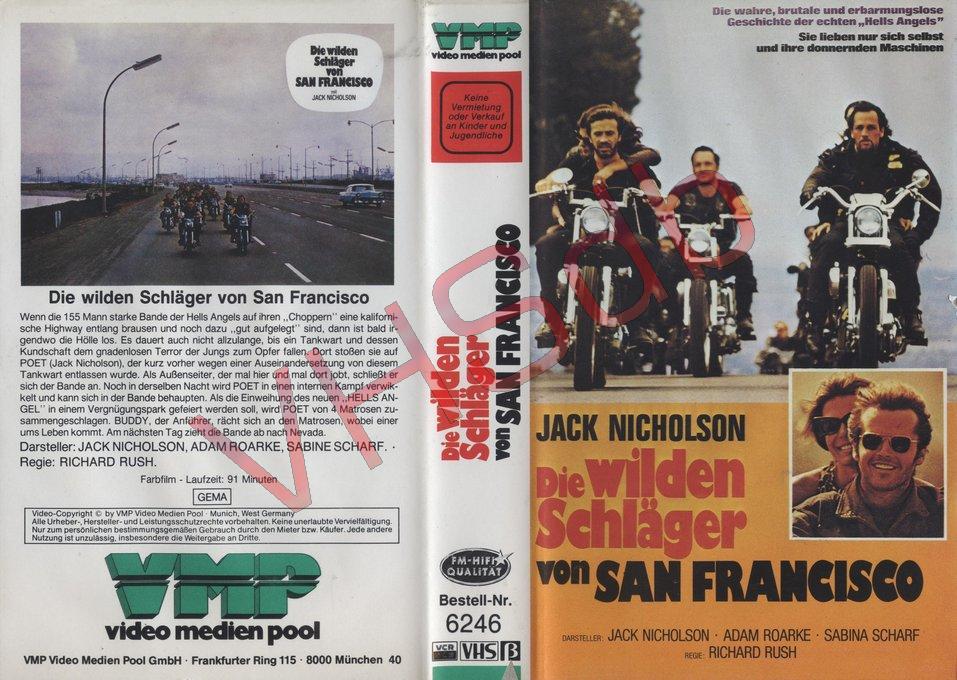 Die wilden
Schläger
von
SAN FRANCISCO
mit
JACK NICHOLSON
Die wilden Schläger von San Francisco
Wenn die 155 Mann starke Bande der Hells Angels auf ihren ,,Choppern" eine kaliforni-
sche Highway entlang brausen und noch dazu ,,gut aufgelegt" sind, dann ist bald ir-
gendwo die Hölle los. Es dauert auch nicht allzulange, bis ein Tankwart und dessen
Kundschaft dem gnadenlosen Terror der Jungs zum Opfer fallen. Dort stoßen sie auf
POET (Jack Nicholson), der kurz vorher wegen einer Auseinandersetzung von diesem
Tankwart entlassen wurde. Als Außenseiter, der mal hier und mal dort jobt, schließt er
sich der Bande an. Noch in derselben Nacht wird POET in einen internen Kampf verwik-
kelt und kann sich in der Bande behaupten. Als die Einweihung des neuen ,,HELLS AN-
GEL" in einem Vergnügungspark gefeiert werden soll, wird POET von 4 Matrosen zu-
sammengeschlagen. BUDDY, der Anführer, rächt sich an den Matrosen, wobei einer
ums Leben kommt. Am nächsten Tag zieht die Bande ab nach Nevada.
Darsteller: JACK NICHOLSON, ADAM ROARKE, SABINE SCHARF. ·
Regie: RICHARD RUSH.
Farbfilm - Laufzeit: 91 Minuten
GEMA
Video-Copyright © by VMP Video Medien Pool · Munich, West Germany
Alle Urheber-, Hersteller- und Leistungsschutzrechte vorbehalten. Keine unerlaubte Vervielfältigung.
Nur zum persönlichen bestimmungsgemäßen Gebrauch durch den Mieter bzw. Käufer. Jede andere
Nutzung ist unzulässig, insbesondere die Weitergabe an Dritte.
VMP
video medien pool
VMP Video Medien Pool GmbH · Frankfurter Ring 115 · 8000 München 40
VMP
video medien pool
Keine
Vermietung
oder Verkauf
an Kinder und
Jugendliche
Die wilden
Schläger
von SAN FRANCISCO
FM-HiFi
QUALITÄT
Bestell-Nr.
6246
VCR
VHS
β
Die wahre, brutale und erbarmungslose
Geschichte der echten „Hells Angels"
Sie lieben nur sich selbst
und ihre donnernden Maschinen
JACK NICHOLSON
Die wilden
Schläger
von SAN FRANCISCO
DARSTELLER: JACK NICHOLSON · ADAM ROARKE · SABINA SCHARF
REGIE: RICHARD RUSH
VHSdb